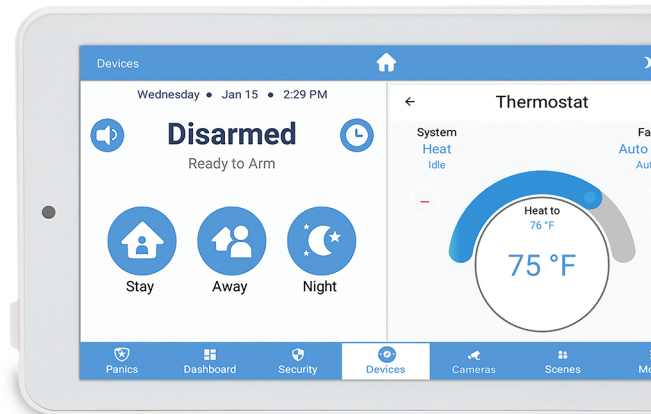 Devices
Wednesday ● Jan 15 ● 2:29 PM
Disarmed
Ready to Arm
Stay
Away
Night
Thermostat
System
Heat
Idle
Auto
Heat to
76 °F
75 °F
Panics
Dashboard
Security
Devices
Cameras
Scenes